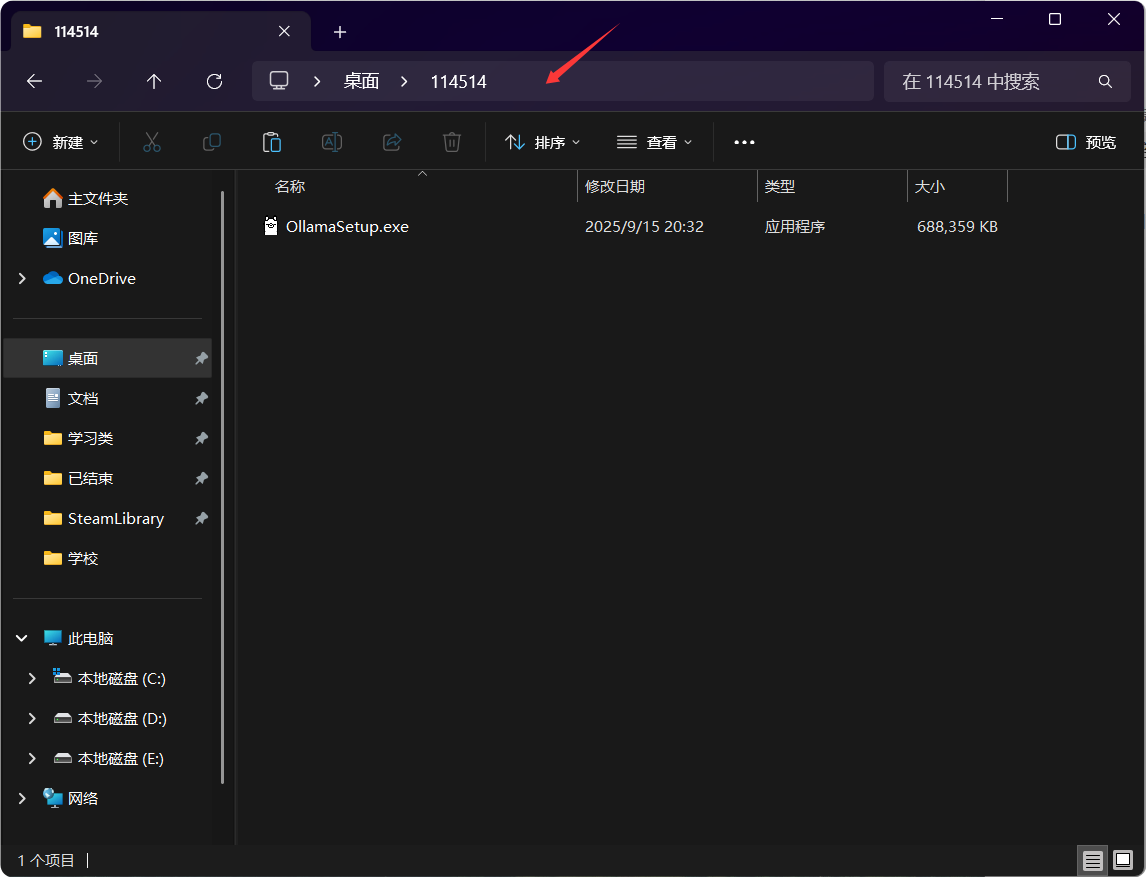 114514
桌面 114514
在 114514 中搜索
新建 排序 查看 预览
名称 修改日期 类型 大小
OllamaSetup.exe 2025/9/15 20:32 应用程序 688,359 KB
主文件夹
图库
OneDrive
桌面
文档
学习类
已结束
SteamLibrary
学校
此电脑
本地磁盘 (C:)
本地磁盘 (D:)
本地磁盘 (E:)
网络
1 个项目